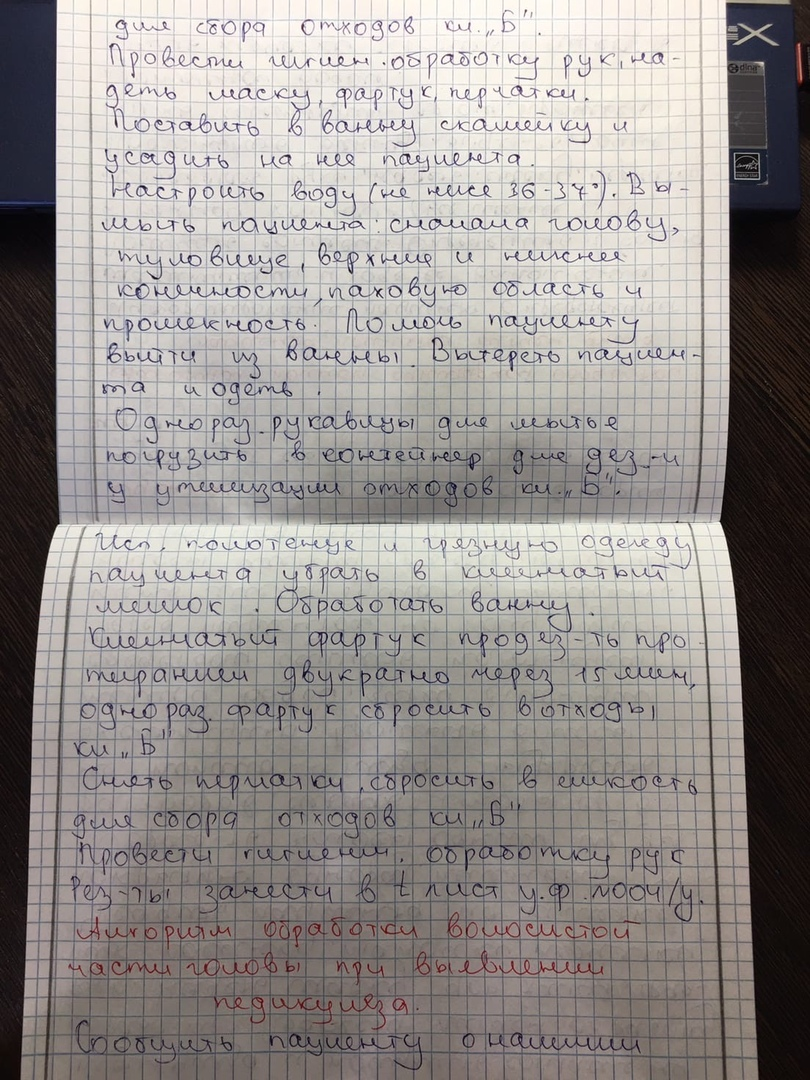 для сбора отходов кл. „Б".
Провести гигиен. обработку рук, на-
деть маску, фартук, перчатки.
Поставить в ванну скамейку и
усадить на нее пациента.
Настроить воду (не ниже 36-37°). Вы-
мыть пациента: сначала голову,
туловище, верхние и нижние
конечности, паховую область и
промежность. Помочь пациенту
выйти из ванны. Вытереть пациен-
та и одеть.
Однораз. рукавицы для мытья
погрузить в контейнер для дез-и
у утилизации отходов кл. „Б".
Исп. полотенце и грязную одежду
пациента убрать в клеенчатый
мешок. Обработать ванну.
Клеенчатый фартук продез-ть про-
тиранием двукратно через 15 мин,
однораз. фартук сбросить в отходы
кл „Б"
Снять перчатки, сбросить в емкость
для сбора отходов кл „Б"
Провести гигиенич. обработку рук
Рез-ты занести в t лист у.ф. №004/у.
Алгоритм обработки волосистой
части головы при выявлении
педикулеза.
Сообщить пациенту о наличии
X
dina